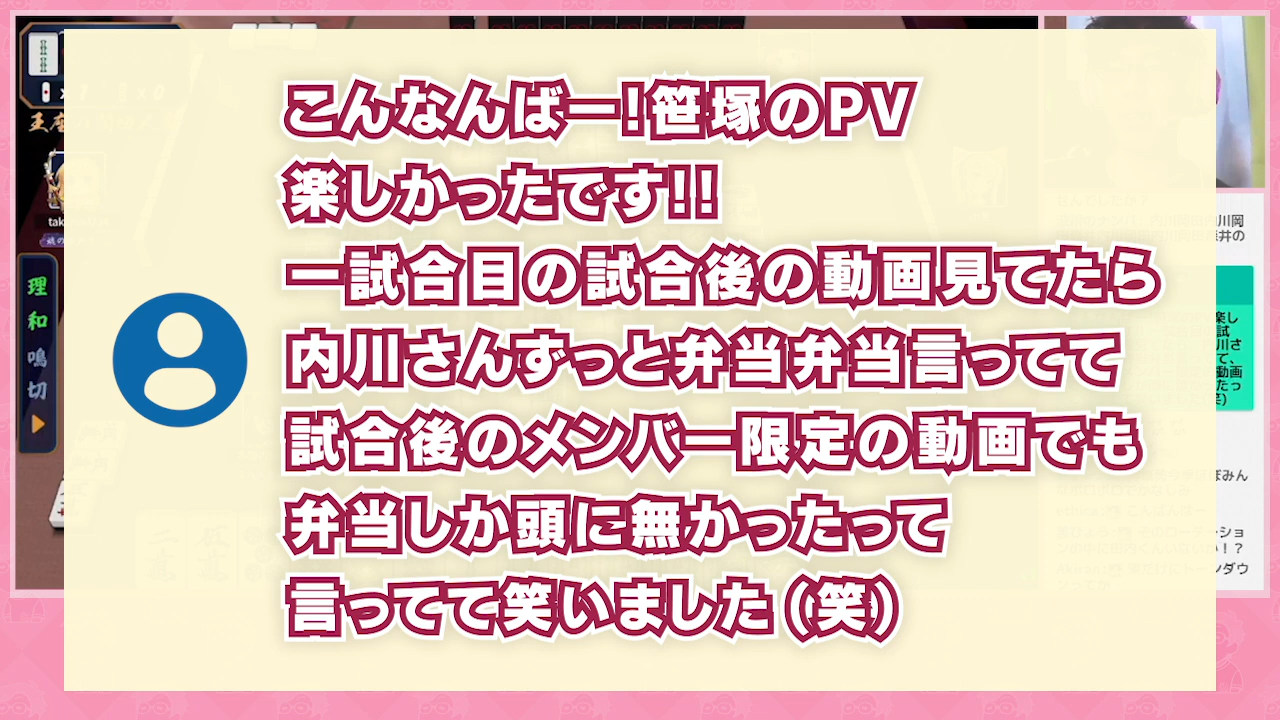 こんなんばー!笹塚のPV
楽しかったです!!
一試合目の試合後の動画見てたら
内川さんずっと弁当弁当言ってて
試合後のメンバー限定の動画でも
弁当しか頭に無かったって
言ってて笑いました(笑)
理
和
鳴
切